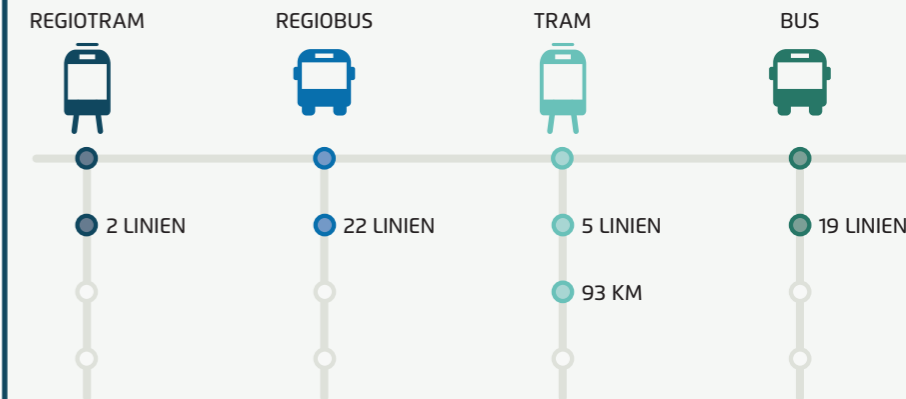 REGIOTRAM
REGIOBUS
TRAM
BUS
2 LINIEN
22 LINIEN
5 LINIEN
19 LINIEN
93 KM